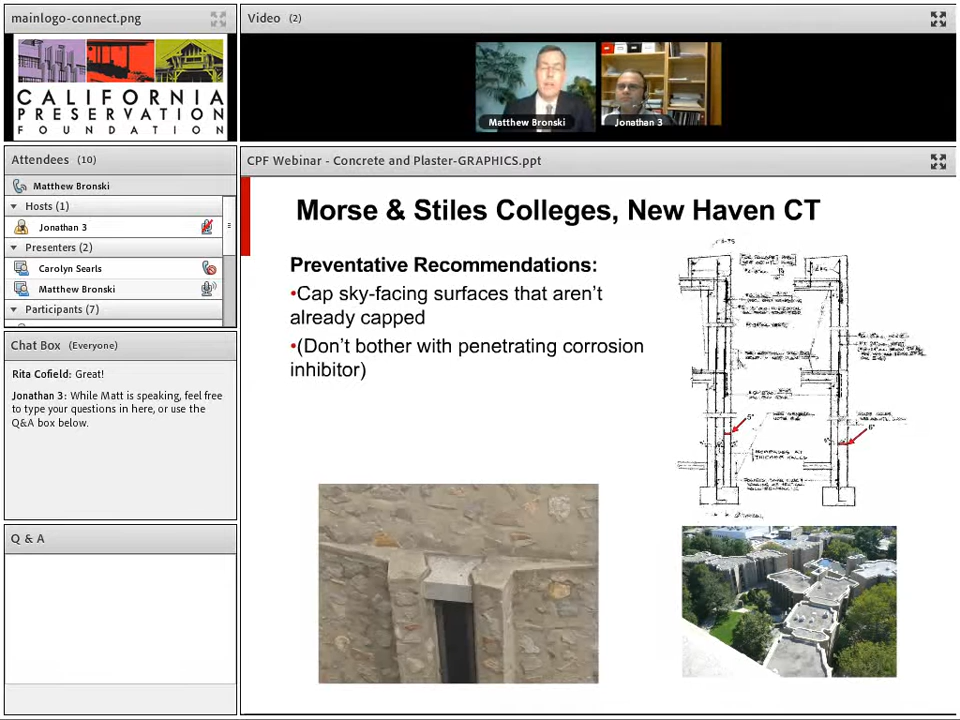 mainlogo-connect.png
CALIFORNIA
PRESERVATION
FOUNDATION
Video (2)
Matthew Bronski
Jonathan 3
Attendees (10)
Matthew Bronski
Hosts (1)
Jonathan 3
Presenters (2)
Carolyn Searls
Matthew Bronski
Participants (7)
Chat Box (Everyone)
Rita Cofield: Great!
Jonathan 3: While Matt is speaking, feel free
to type your questions in here, or use the
Q&A box below.
Q & A
CPF Webinar - Concrete and Plaster-GRAPHICS.ppt
Morse & Stiles Colleges, New Haven CT
Preventative Recommendations:
•Cap sky-facing surfaces that aren't
already capped
•(Don't bother with penetrating corrosion
inhibitor)
5"
6"